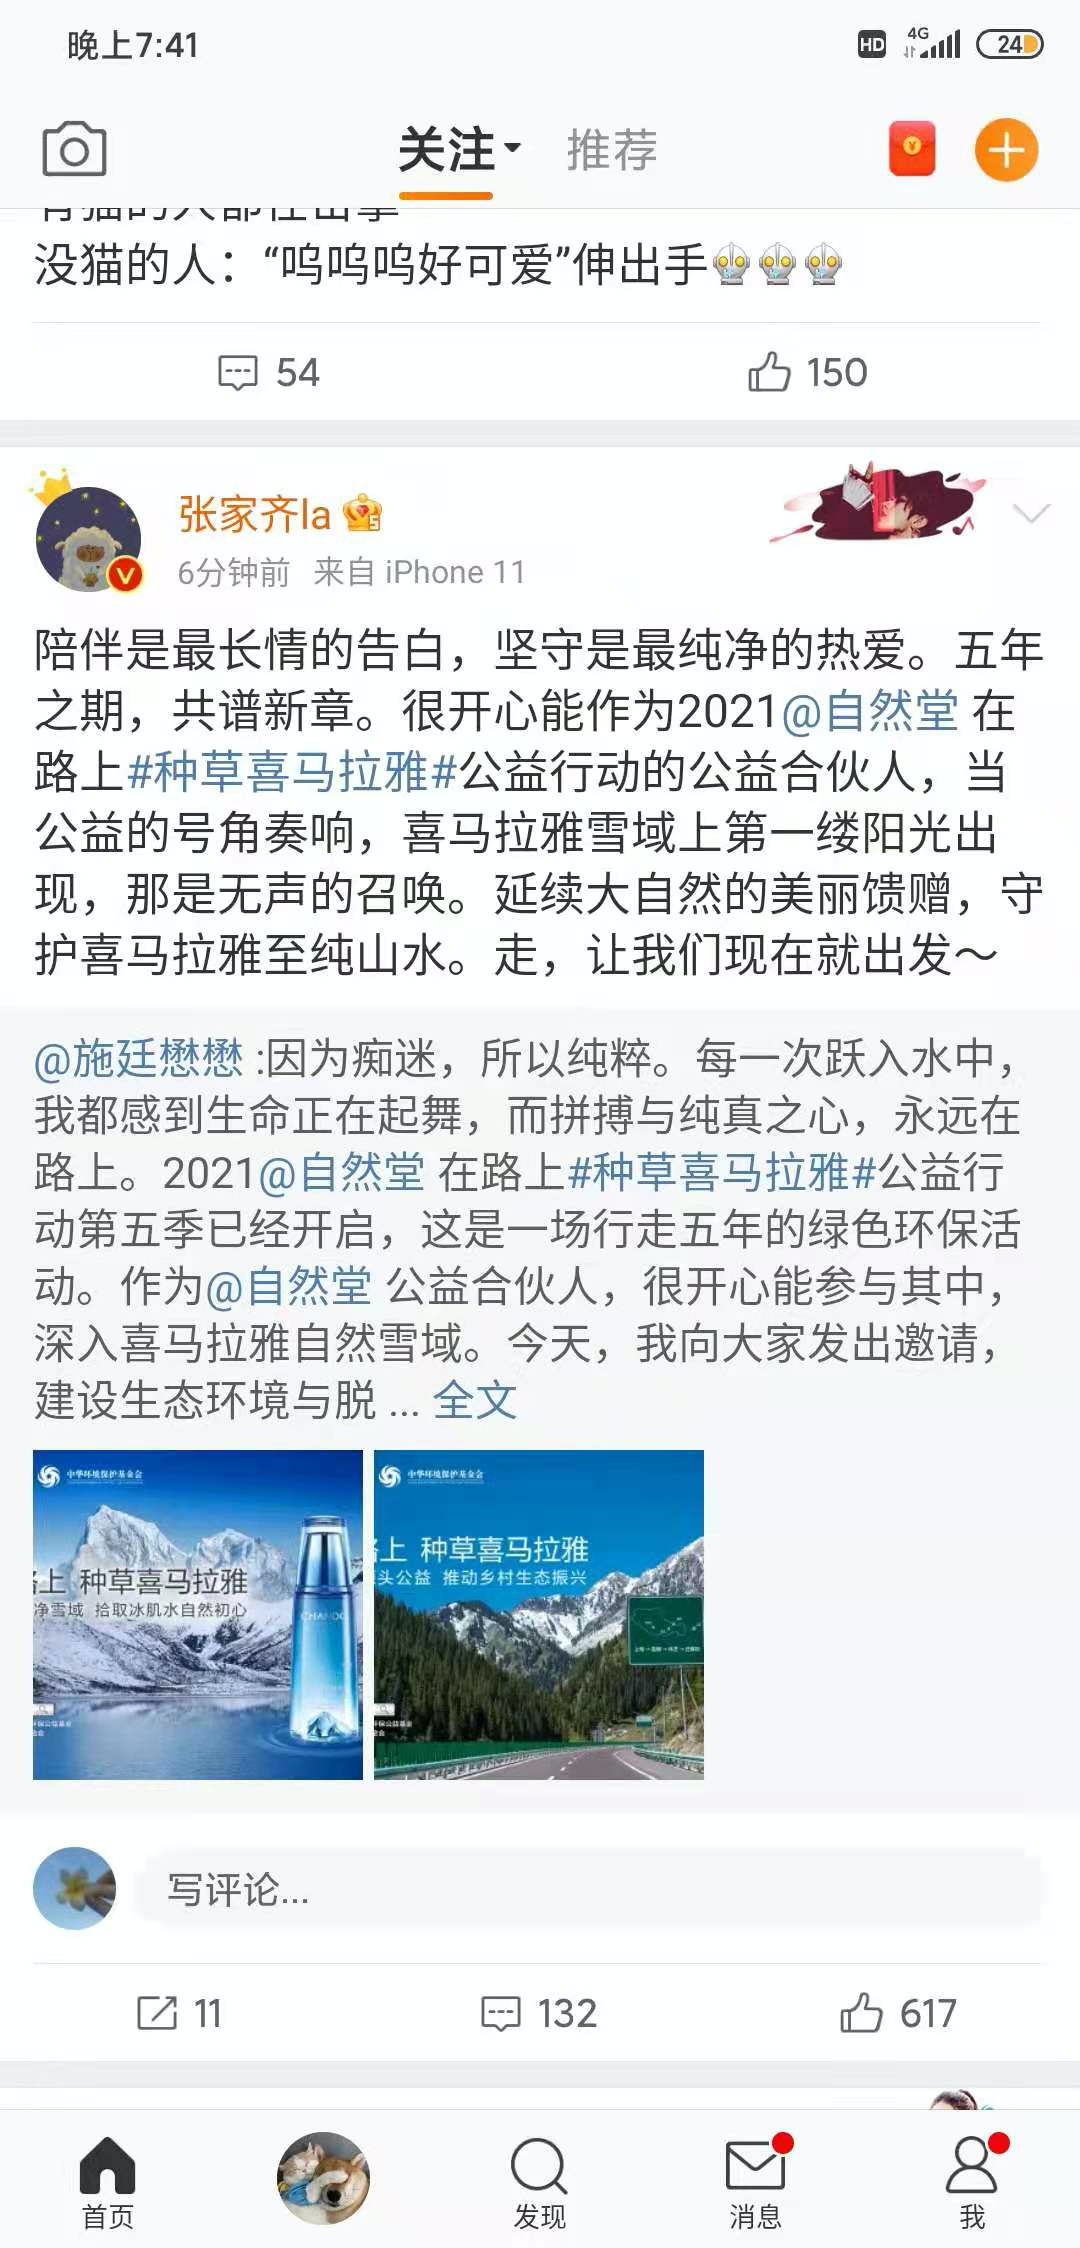 晚上7:41
HD 4G 24
关注 推荐
有猫的人都在出拳
没猫的人：“呜呜呜好可爱”伸出手
54 150
张家齐la
6分钟前 来自 iPhone 11
陪伴是最长情的告白，坚守是最纯净的热爱。五年
之期，共谱新章。很开心能作为2021@自然堂 在
路上#种草喜马拉雅#公益行动的公益合伙人，当
公益的号角奏响，喜马拉雅雪域上第一缕阳光出
现，那是无声的召唤。延续大自然的美丽馈赠，守
护喜马拉雅至纯山水。走，让我们现在就出发～
@施廷懋懋 :因为痴迷，所以纯粹。每一次跃入水中，
我都感到生命正在起舞，而拼搏与纯真之心，永远在
路上。2021@自然堂 在路上#种草喜马拉雅#公益行
动第五季已经开启，这是一场行走五年的绿色环保活
动。作为@自然堂 公益合伙人，很开心能参与其中，
深入喜马拉雅自然雪域。今天，我向大家发出邀请，
建设生态环境与脱 ... 全文
中华环境保护基金会
路上 种草喜马拉雅
净雪域 拾取冰肌水自然初心
CHANDO
中华环境保护基金会
路上 种草喜马拉雅
头公益 推动乡村生态振兴
写评论...
11 132 617
首页 发现 消息 我